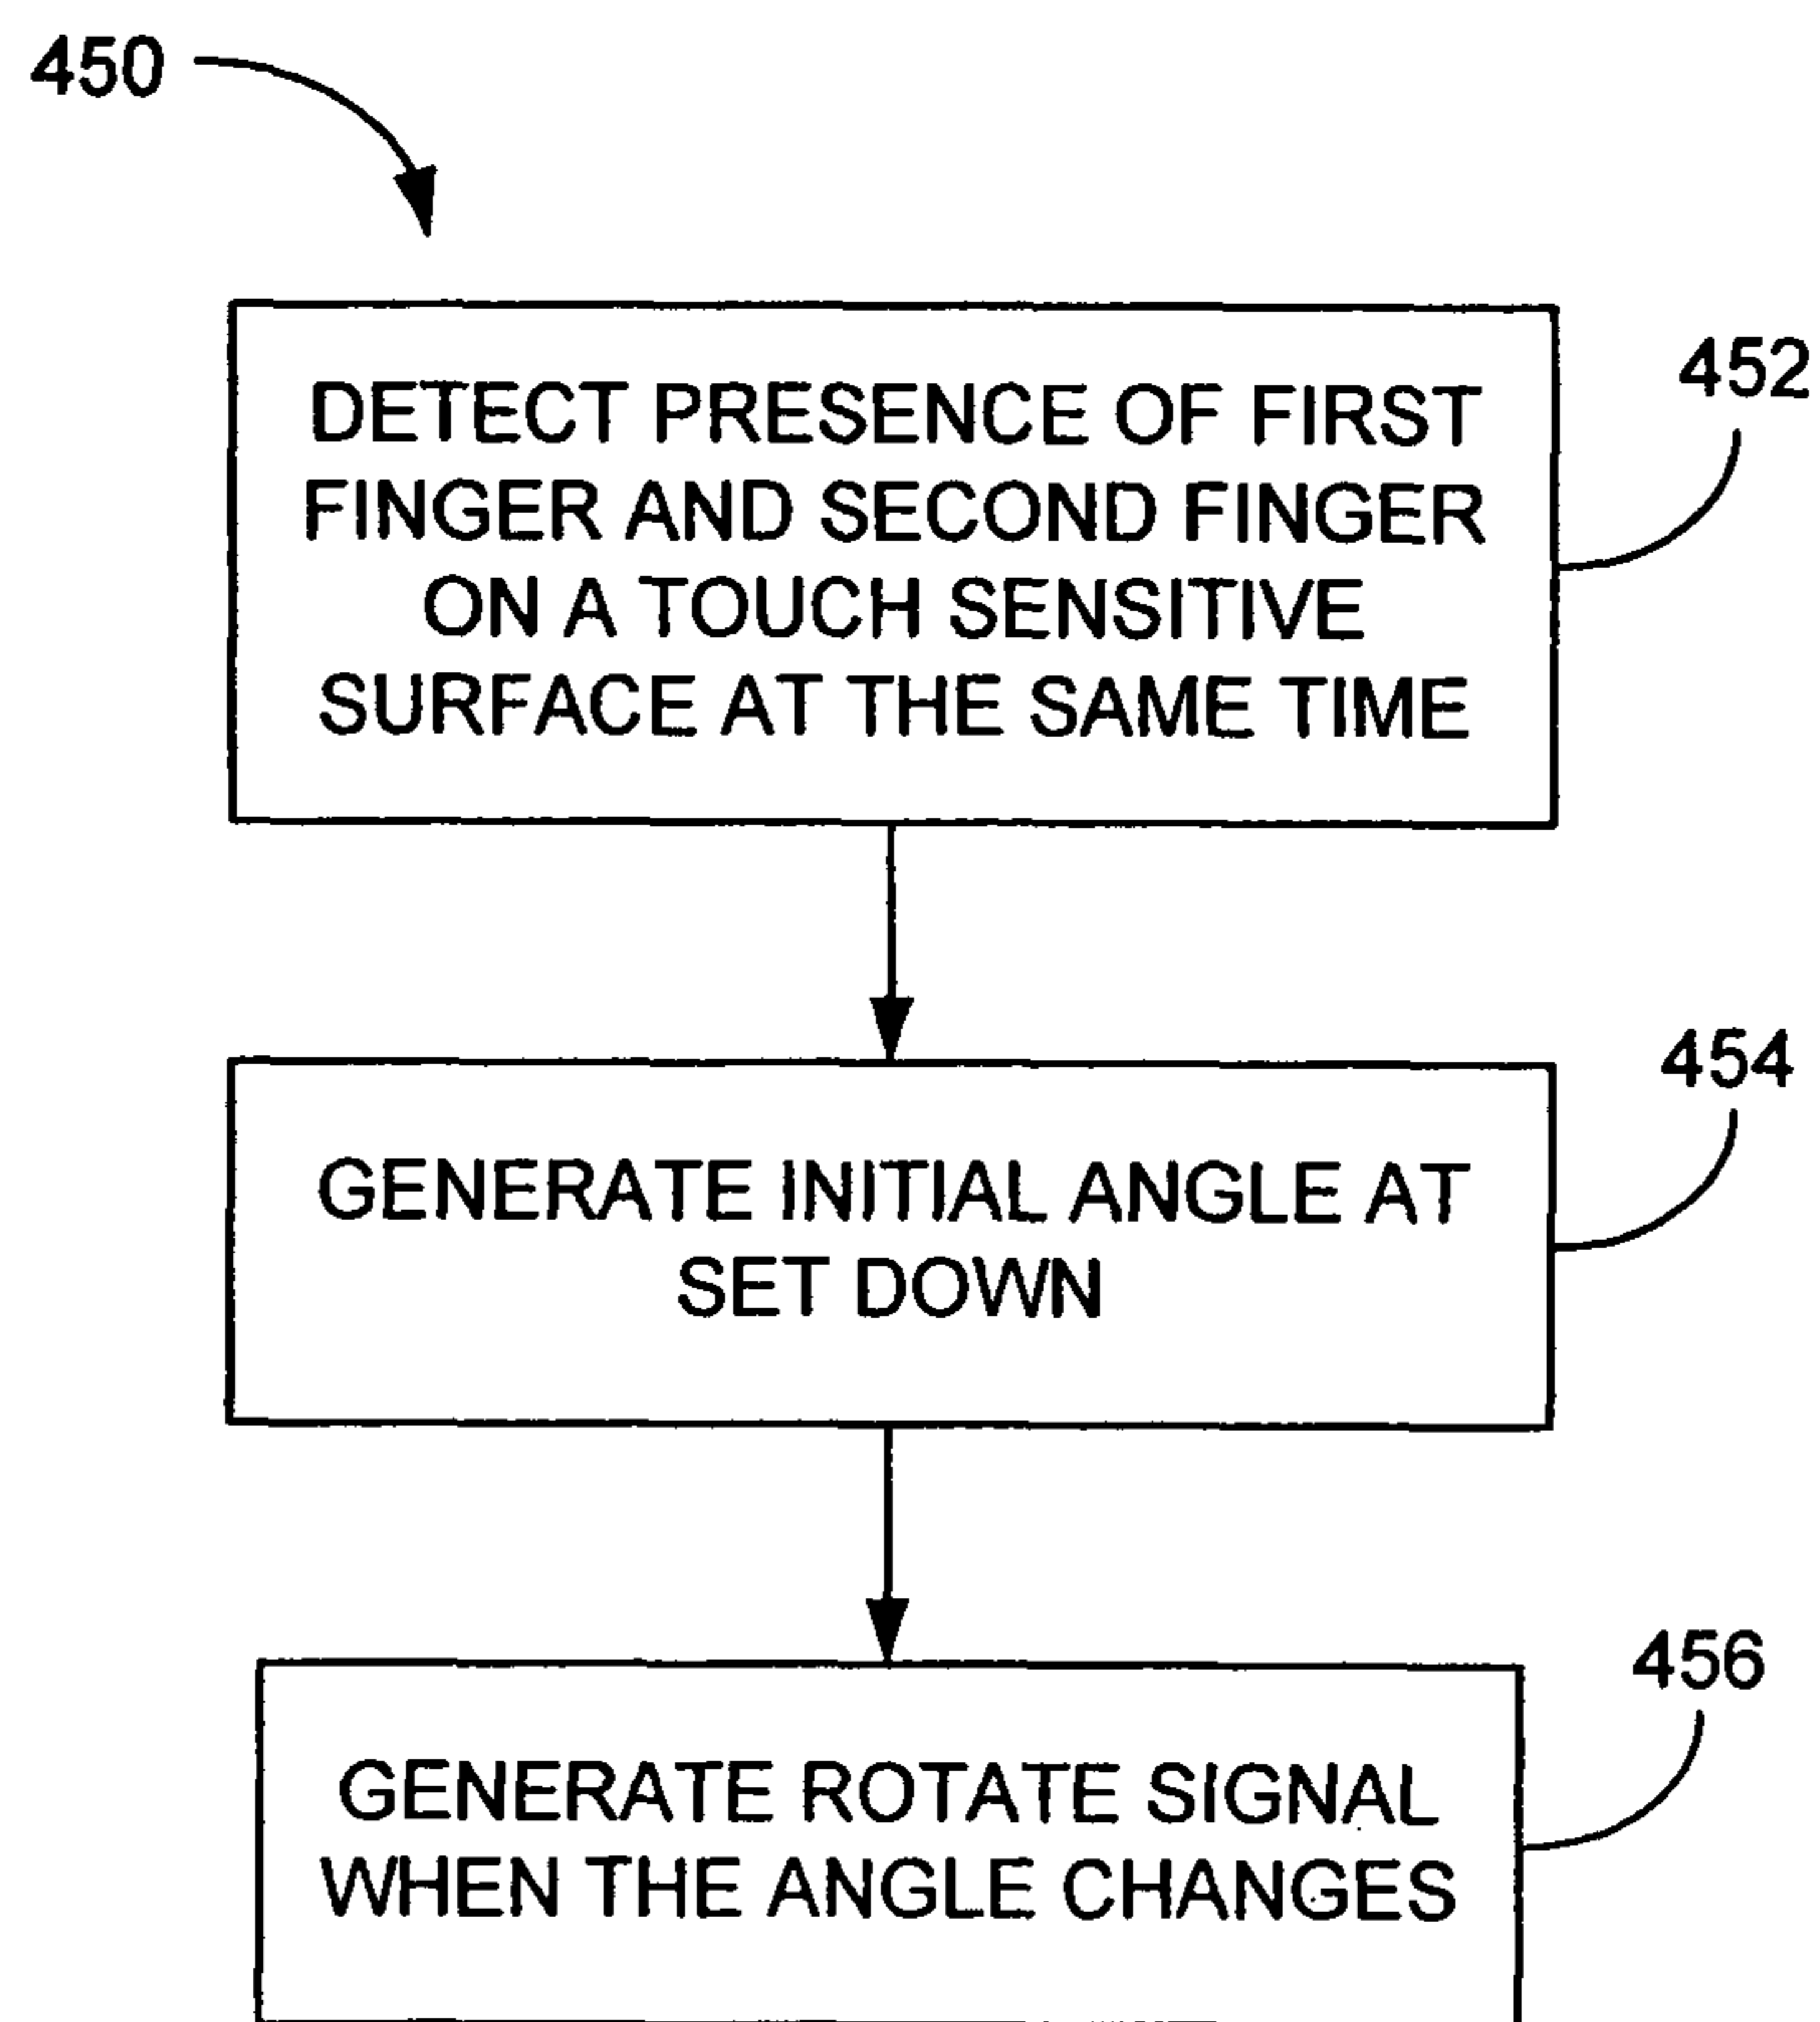 450
DETECT PRESENCE OF FIRST
FINGER AND SECOND FINGER
ON A TOUCH SENSITIVE
SURFACE AT THE SAME TIME
452
GENERATE INITIAL ANGLE AT
SET DOWN
454
GENERATE ROTATE SIGNAL
WHEN THE ANGLE CHANGES
456